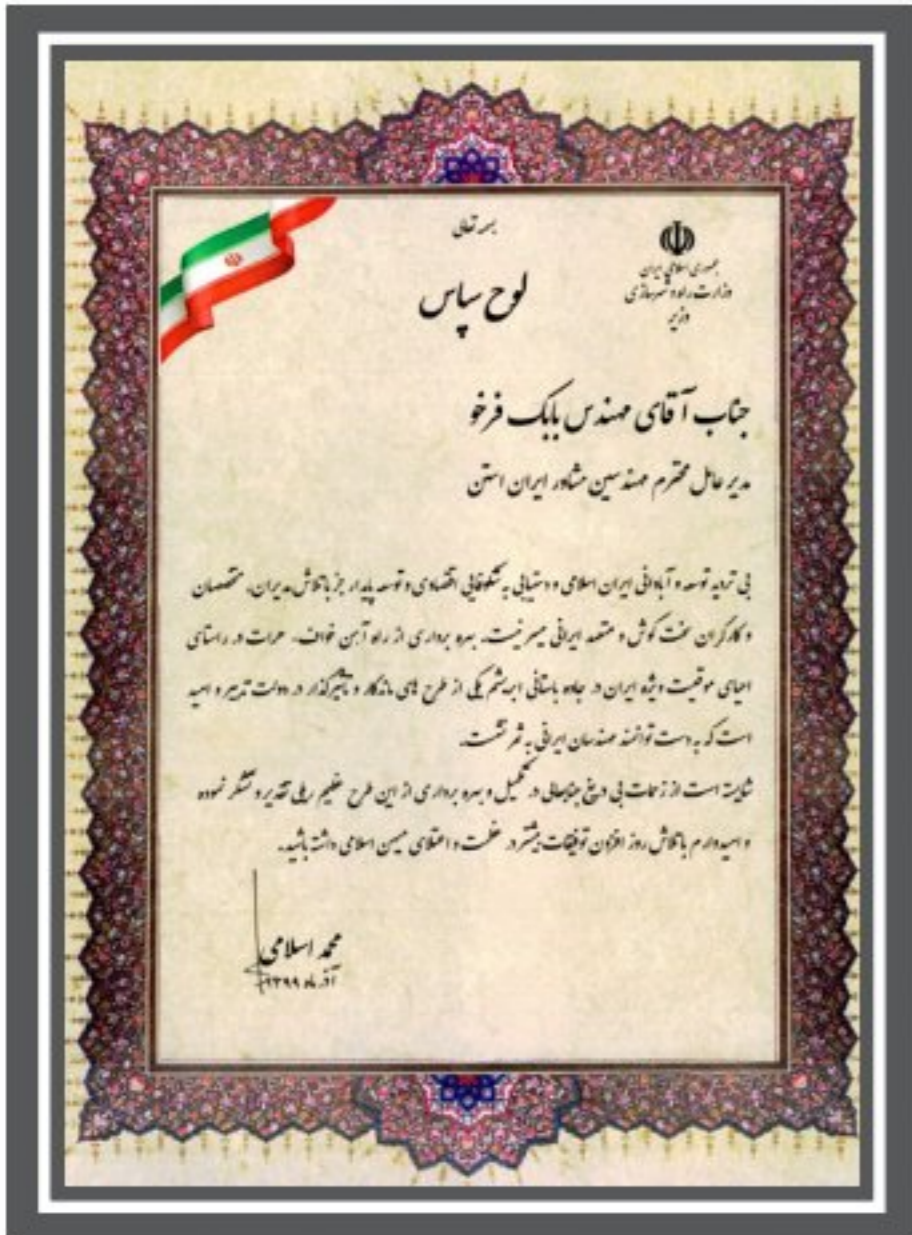 بسمه تعالی
جمهوری اسلامی ایران
وزارت راه و شهرسازی
وزیر
لوح سپاس
جناب آقای مهندس بابک فرخو
مدیر عامل محترم مهندسین مشاور ایران استن
بی تردید توسعه و آبادانی ایران اسلامی و دستیابی به شکوفایی اقتصادی و توسعه پایدار جز با تلاش مدیران، متخصصان
و کارگران سخت کوش و متعهد ایرانی میسر نیست. بهره برداری از راه آهن خواف - هرات در راستای
احیای موقعیت ویژه ایران در جاده باستانی ابریشم یکی از طرح های ماندگار و تاثیرگذار در دولت تدبیر و امید
است که به دست توانمند مهندسان ایرانی به ثمر نشست.
شایسته است از زحمات بی دریغ جنابعالی در تکمیل و بهره برداری از این طرح عظیم ریلی تقدیر و تشکر نموده
و امیدوارم با تلاش روز افزون توفیقات بیشتر در عظمت و اعتلای میهن اسلامی داشته باشید.
محمد اسلامی
آذر ماه ۱۳۹۹